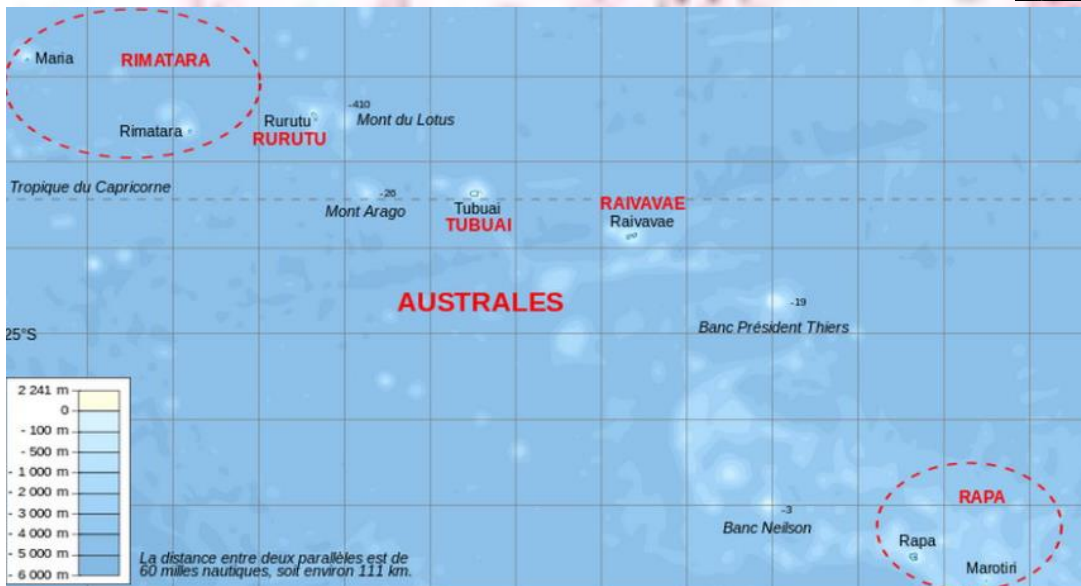 Maria
RIMATARA
Rimatara
Rurutu
RURUTU
-410
Mont du Lotus
Tropique du Capricorne
-26
Mont Arago
Tubuai
TUBUAI
RAIVAVAE
Raivavae
AUSTRALES
-19
Banc Président Thiers
25°S
2 241 m
0
- 100 m
- 500 m
- 1 000 m
- 2 000 m
- 3 000 m
- 4 000 m
- 5 000 m
- 6 000 m
La distance entre deux parallèles est de
60 milles nautiques, soit environ 111 km.
-3
Banc Neilson
RAPA
Rapa
Marotiri